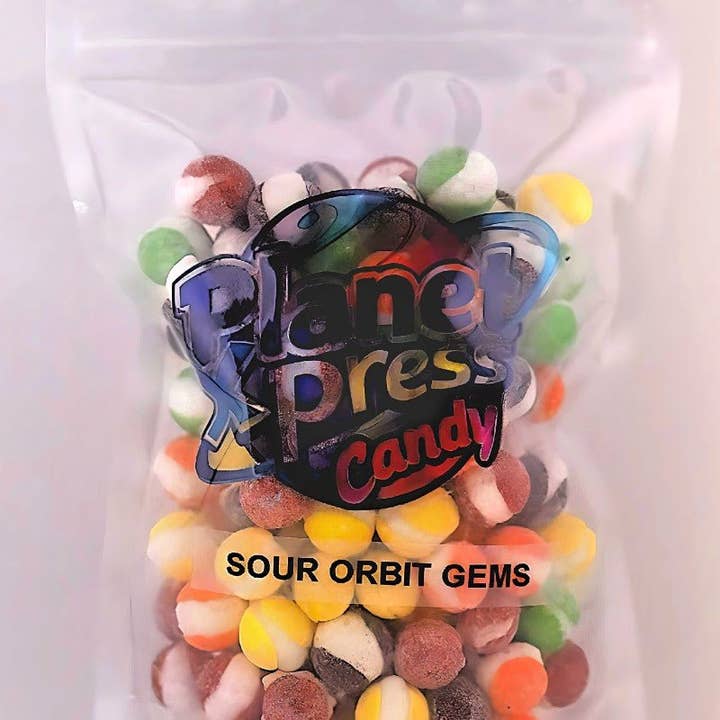 Planet
Xpress
Candy
SOUR ORBIT GEMS